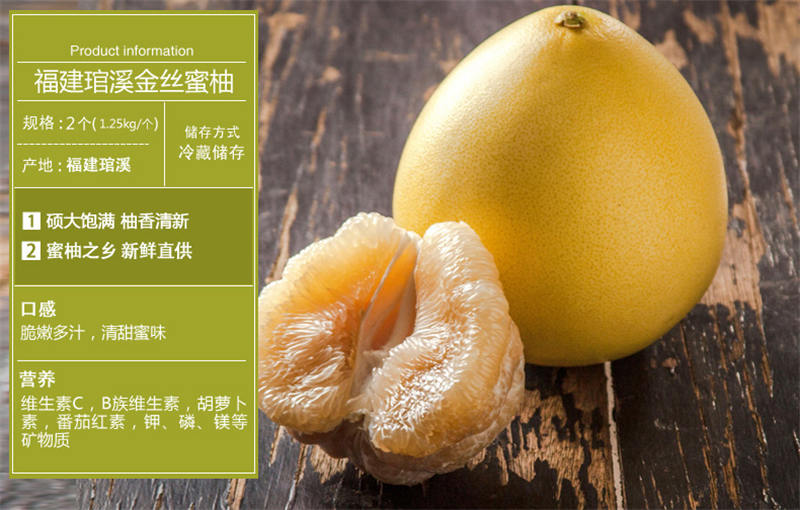 Product information
福建琯溪金丝蜜柚
规格 : 2个( 1.25kg/个)
产地 : 福建琯溪
储存方式
冷藏储存
1 硕大饱满 柚香清新
2 蜜柚之乡 新鲜直供
口感
脆嫩多汁，清甜蜜味
营养
维生素C，B族维生素，胡萝卜
素，番茄红素，钾、磷、镁等
矿物质